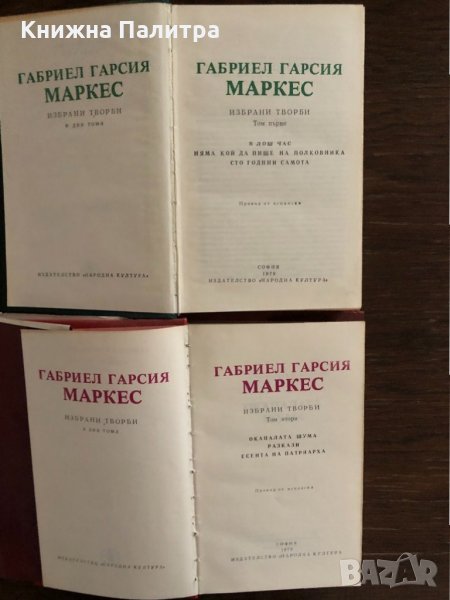 Книжна Палитра
ГАБРИЕЛ ГАРСИЯ
МАРКЕС
ИЗБРАНИ ТВОРБИ
в два тома
ИЗДАТЕЛСТВО «НАРОДНА КУЛТУРА»
ГАБРИЕЛ ГАРСИЯ
МАРКЕС
ИЗБРАНИ ТВОРБИ
Том първи
В ЛОШ ЧАС
НЯМА КОЙ ДА ПИШЕ НА ПОЛКОВНИКА
СТО ГОДИНИ САМОТА
Превод от испански
СОФИЯ
1979
ИЗДАТЕЛСТВО «НАРОДНА КУЛТУРА»
ГАБРИЕЛ ГАРСИЯ
МАРКЕС
ИЗБРАНИ ТВОРБИ
в два тома
ИЗДАТЕЛСТВО «НАРОДНА КУЛТУРА»
ГАБРИЕЛ ГАРСИЯ
МАРКЕС
ИЗБРАНИ ТВОРБИ
Том втори
ОКАПАЛАТА ШУМА
РАЗКАЗИ
ЕСЕНТА НА ПАТРИАРХА
Превод от испански
СОФИЯ
1979
ИЗДАТЕЛСТВО «НАРОДНА КУЛТУРА»
BAZAR.BG